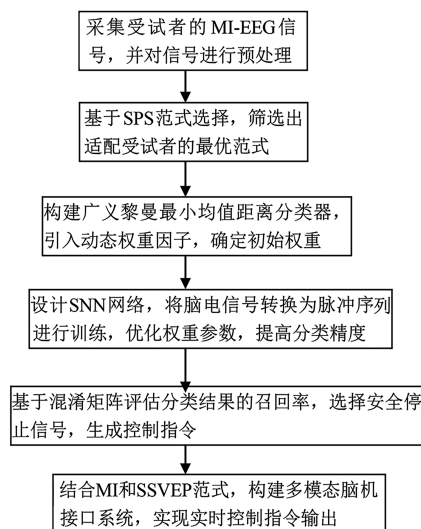 采集受试者的MI-EEG信
号，并对信号进行预处理
基于SPS范式选择，筛选出
适配受试者的最优范式
构建广义黎曼最小均值距离分类器，
引入动态权重因子，确定初始权重
设计SNN网络，将脑电信号转换为脉冲序列
进行训练，优化权重参数，提高分类精度
基于混淆矩阵评估分类结果的召回率，选择安全停
止信号，生成控制指令
结合MI和SSVEP范式，构建多模态脑机
接口系统，实现实时控制指令输出